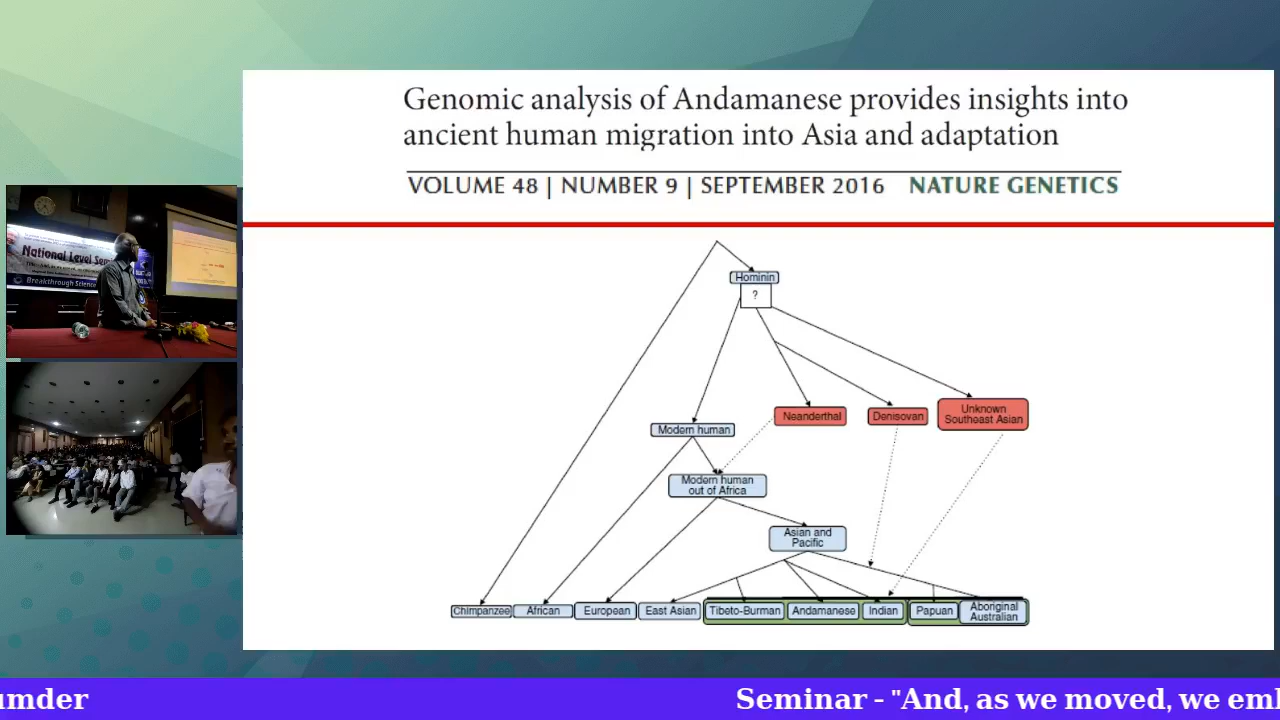 Genomic analysis of Andamanese provides insights into
ancient human migration into Asia and adaptation
VOLUME 48 | NUMBER 9 | SEPTEMBER 2016 NATURE GENETICS
Hominin
?
Neanderthal
Denisovan
Unknown
Southeast Asian
Modern human
Modern human
out of Africa
Asian and
Pacific
Chimpanzee
African
European
East Asian
Tibeto-Burman
Andamanese
Indian
Papuan
Aboriginal
Australian
National Level
Breakthrough Science
umder
Seminar - "And, as we moved, we emb